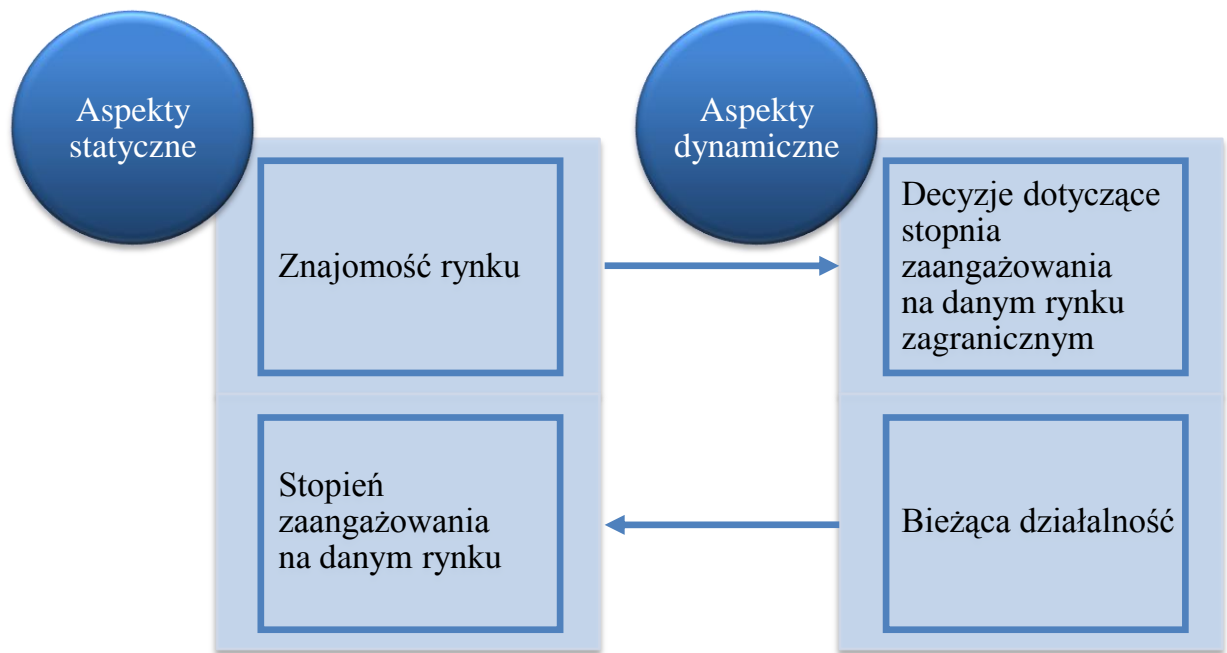 Aspekty
statyczne
Aspekty
dynamiczne
Znajomość rynku
Decyzje dotyczące
stopnia
zaangażowania
na danym rynku
zagranicznym
Stopień
zaangażowania
na danym rynku
Bieżąca działalność